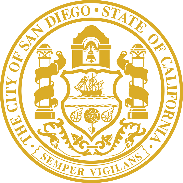 THE CITY OF SAN DIEGO · STATE OF CALIFORNIA
SEMPER VIGILANS